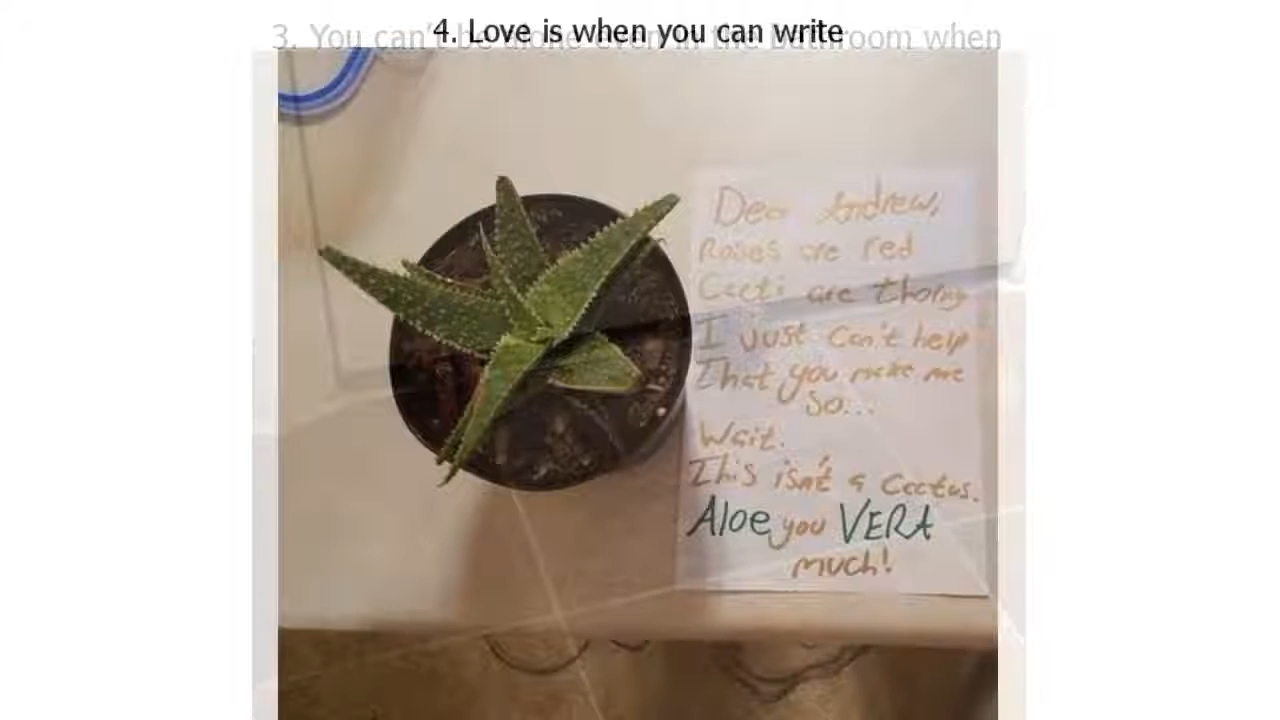 3. You can't be alone even in the Bathroom when
4. Love is when you can write
Dear Andrew,
Roses are red
Cacti are thorny
I Just can't help
That you make me
So...
Wait.
This isn't a Cactus.
Aloe you VERA
much!